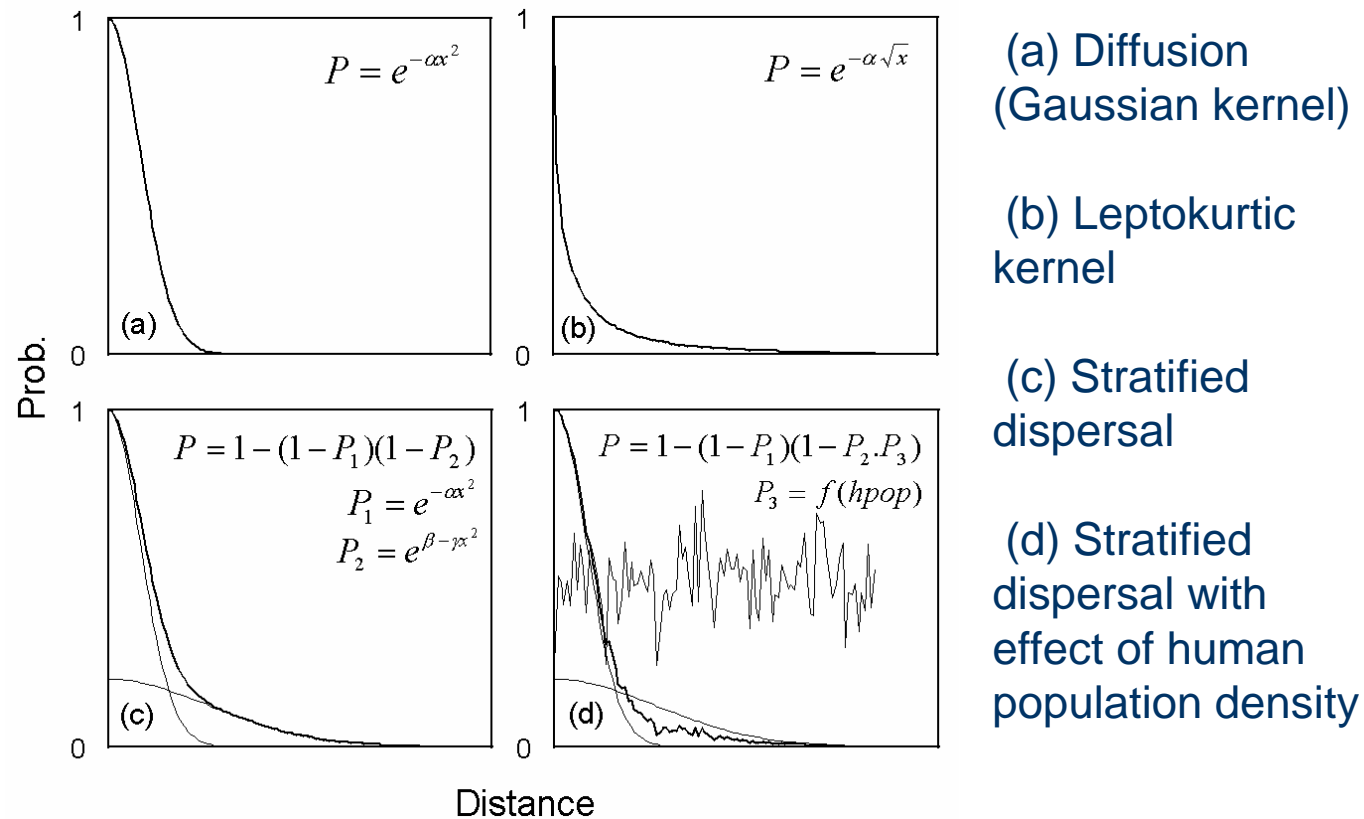 1
P = e^{-αx^2}
(a)
0
1
P = e^{-α√x}
(b)
0
Prob.
1
P = 1 − (1 − P_1)(1 − P_2)
P_1 = e^{-αx^2}
P_2 = e^{β−γx^2}
(c)
0
1
P = 1 − (1 − P_1)(1 − P_2.P_3)
P_3 = f(hpop)
(d)
0
Distance
(a) Diffusion
(Gaussian kernel)
(b) Leptokurtic
kernel
(c) Stratified
dispersal
(d) Stratified
dispersal with
effect of human
population density